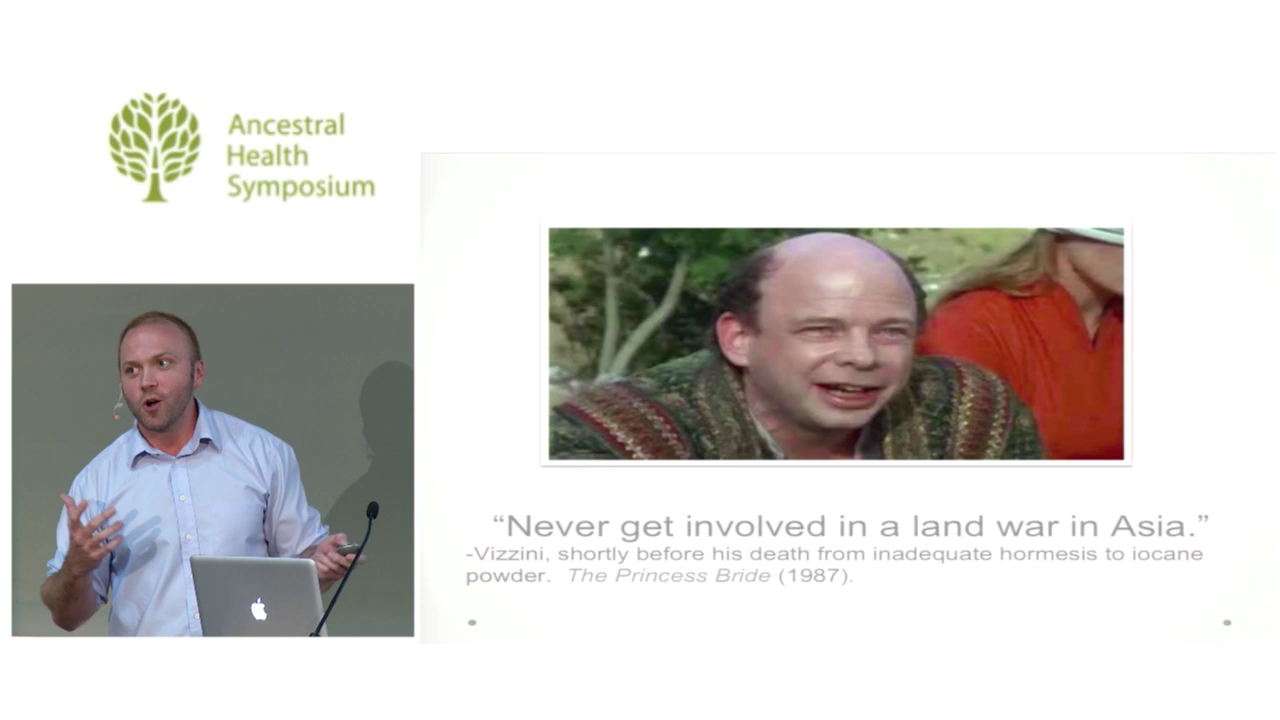 Ancestral
Health
Symposium
“Never get involved in a land war in Asia.”
-Vizzini, shortly before his death from inadequate hormesis to iocane
powder. The Princess Bride (1987).